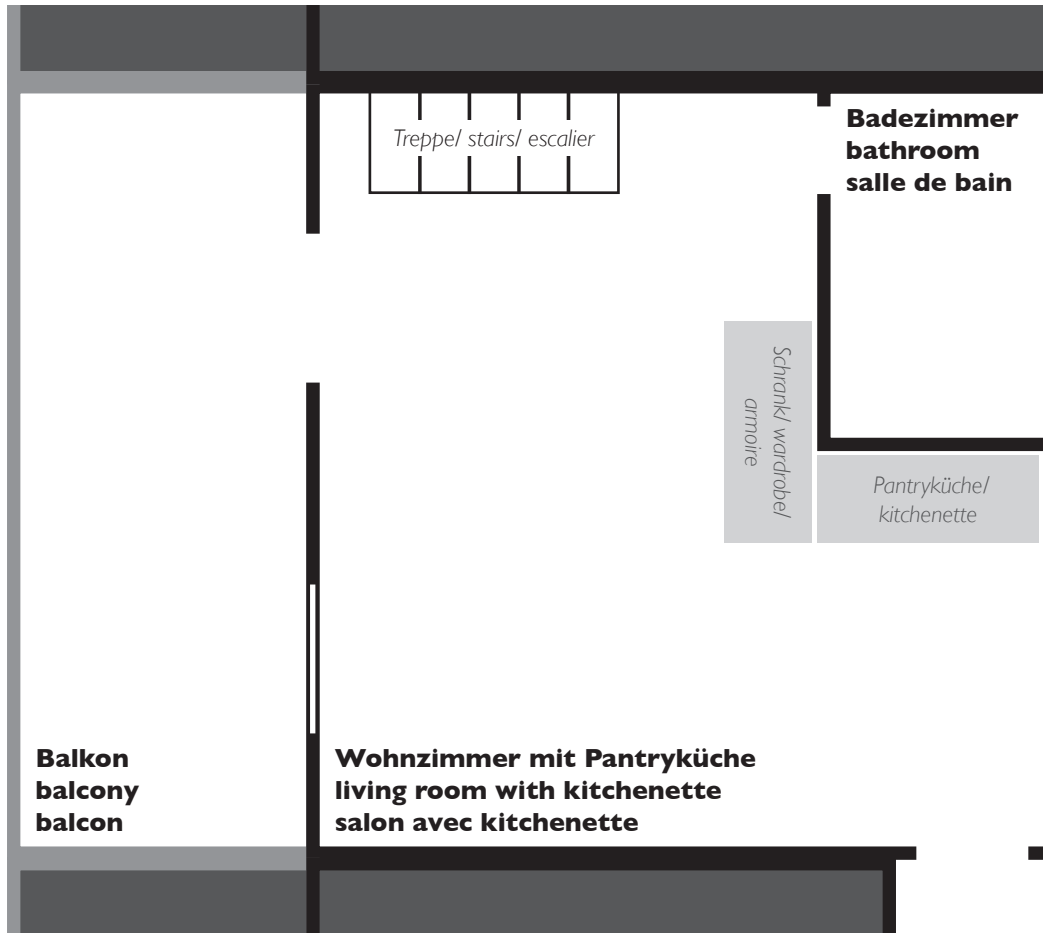 Treppe/ stairs/ escalier
Badezimmer
bathroom
salle de bain
Schrank/ wardrobe/
armoire
Pantryküche/
kitchenette
Balkon
balcony
balcon
Wohnzimmer mit Pantryküche
living room with kitchenette
salon avec kitchenette